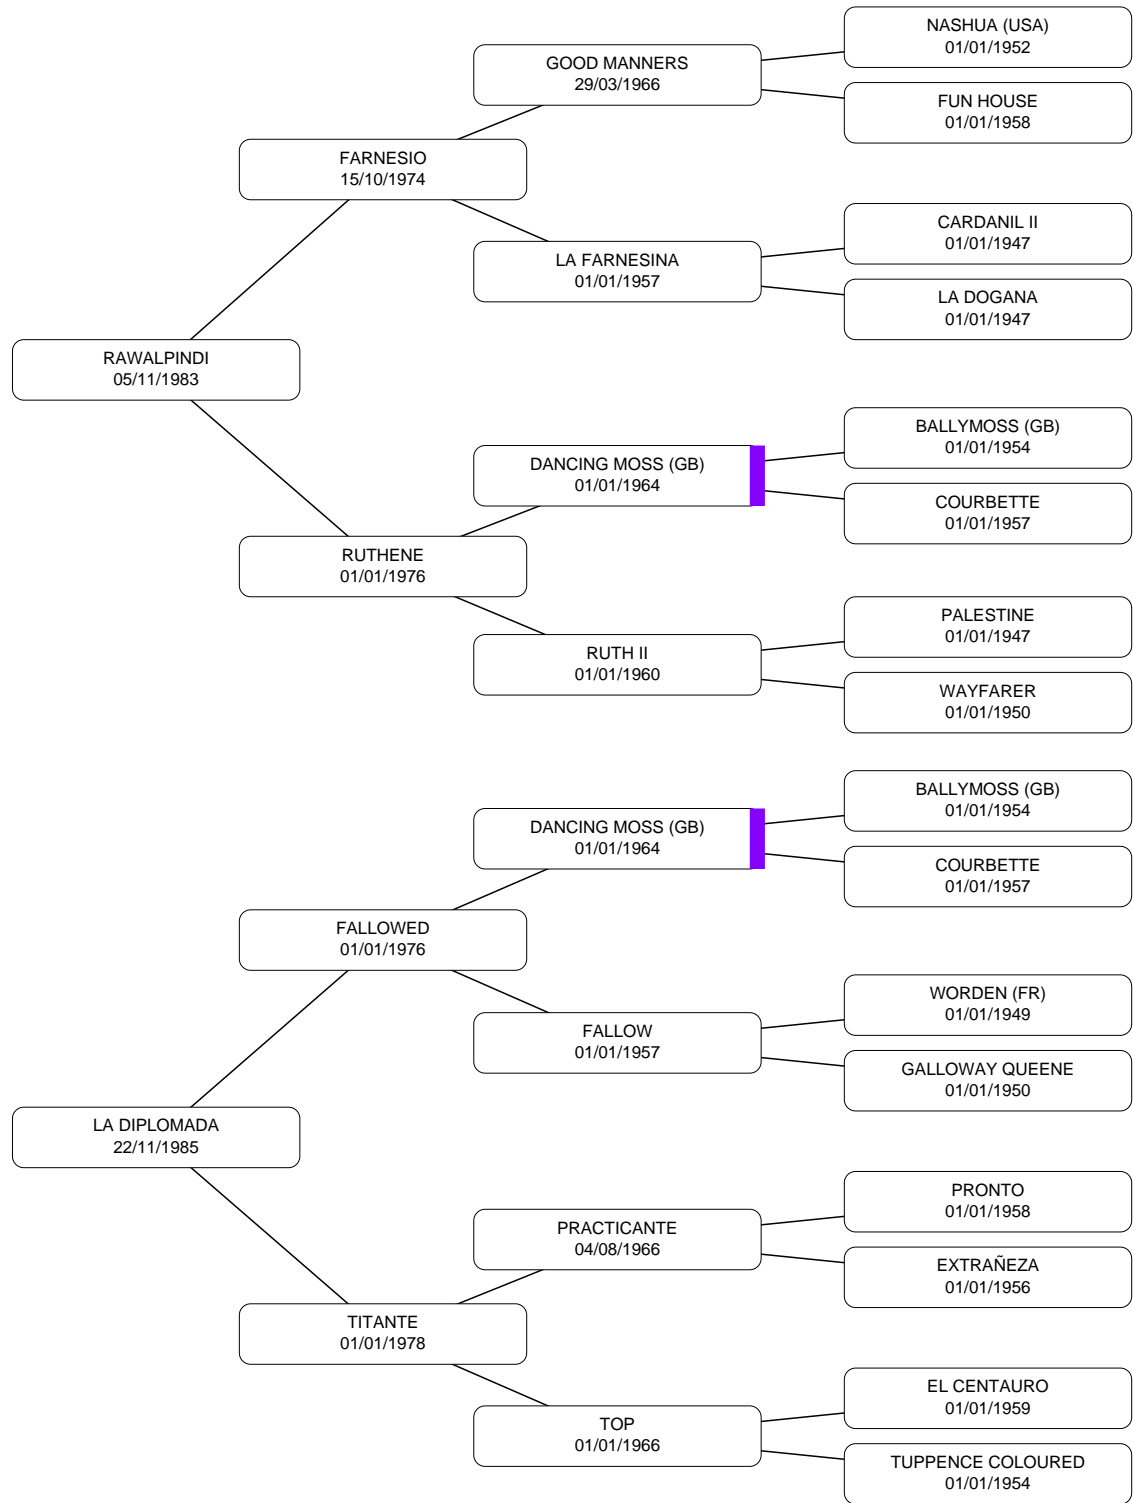 NASHUA (USA)
01/01/1952
GOOD MANNERS
29/03/1966
FUN HOUSE
01/01/1958
FARNESIO
15/10/1974
CARDANIL II
01/01/1947
LA FARNESINA
01/01/1957
LA DOGANA
01/01/1947
RAWALPINDI
05/11/1983
BALLYMOSS (GB)
01/01/1954
DANCING MOSS (GB)
01/01/1964
COURBETTE
01/01/1957
RUTHENE
01/01/1976
PALESTINE
01/01/1947
RUTH II
01/01/1960
WAYFARER
01/01/1950
BALLYMOSS (GB)
01/01/1954
DANCING MOSS (GB)
01/01/1964
COURBETTE
01/01/1957
FALLOWED
01/01/1976
WORDEN (FR)
01/01/1949
FALLOW
01/01/1957
GALLOWAY QUEENE
01/01/1950
LA DIPLOMADA
22/11/1985
PRONTO
01/01/1958
PRACTICANTE
04/08/1966
EXTRAÑEZA
01/01/1956
TITANTE
01/01/1978
EL CENTAURO
01/01/1959
TOP
01/01/1966
TUPPENCE COLOURED
01/01/1954